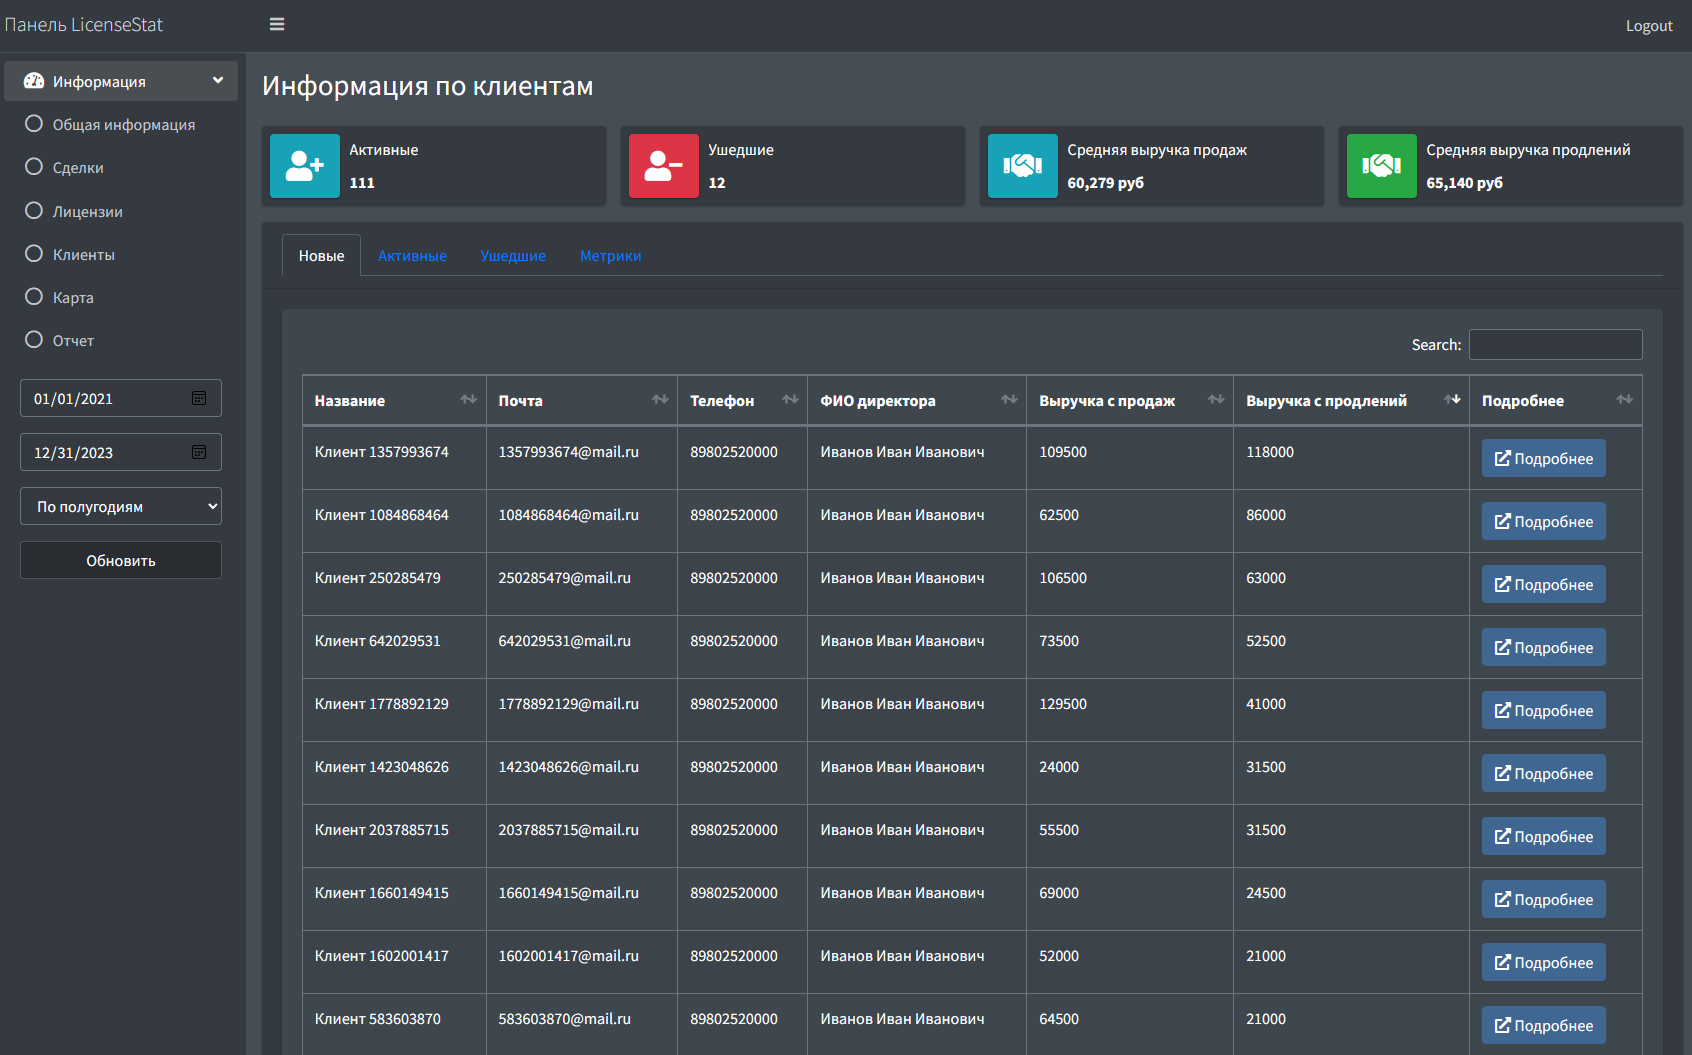 Панель LicenseStat
Logout
Информация
Общая информация
Сделки
Лицензии
Клиенты
Карта
Отчет
01/01/2021
12/31/2023
По полугодиям
Обновить
Информация по клиентам
Активные
111
Ушедшие
12
Средняя выручка продаж
60,279 руб
Средняя выручка продлений
65,140 руб
Новые Активные Ушедшие Метрики
Search:
Название Почта Телефон ФИО директора Выручка с продаж Выручка с продлений Подробнее
Клиент 1357993674 1357993674@mail.ru 89802520000 Иванов Иван Иванович 109500 118000 Подробнее
Клиент 1084868464 1084868464@mail.ru 89802520000 Иванов Иван Иванович 62500 86000 Подробнее
Клиент 250285479 250285479@mail.ru 89802520000 Иванов Иван Иванович 106500 63000 Подробнее
Клиент 642029531 642029531@mail.ru 89802520000 Иванов Иван Иванович 73500 52500 Подробнее
Клиент 1778892129 1778892129@mail.ru 89802520000 Иванов Иван Иванович 129500 41000 Подробнее
Клиент 1423048626 1423048626@mail.ru 89802520000 Иванов Иван Иванович 24000 31500 Подробнее
Клиент 2037885715 2037885715@mail.ru 89802520000 Иванов Иван Иванович 55500 31500 Подробнее
Клиент 1660149415 1660149415@mail.ru 89802520000 Иванов Иван Иванович 69000 24500 Подробнее
Клиент 1602001417 1602001417@mail.ru 89802520000 Иванов Иван Иванович 52000 21000 Подробнее
Клиент 583603870 583603870@mail.ru 89802520000 Иванов Иван Иванович 64500 21000 Подробнее